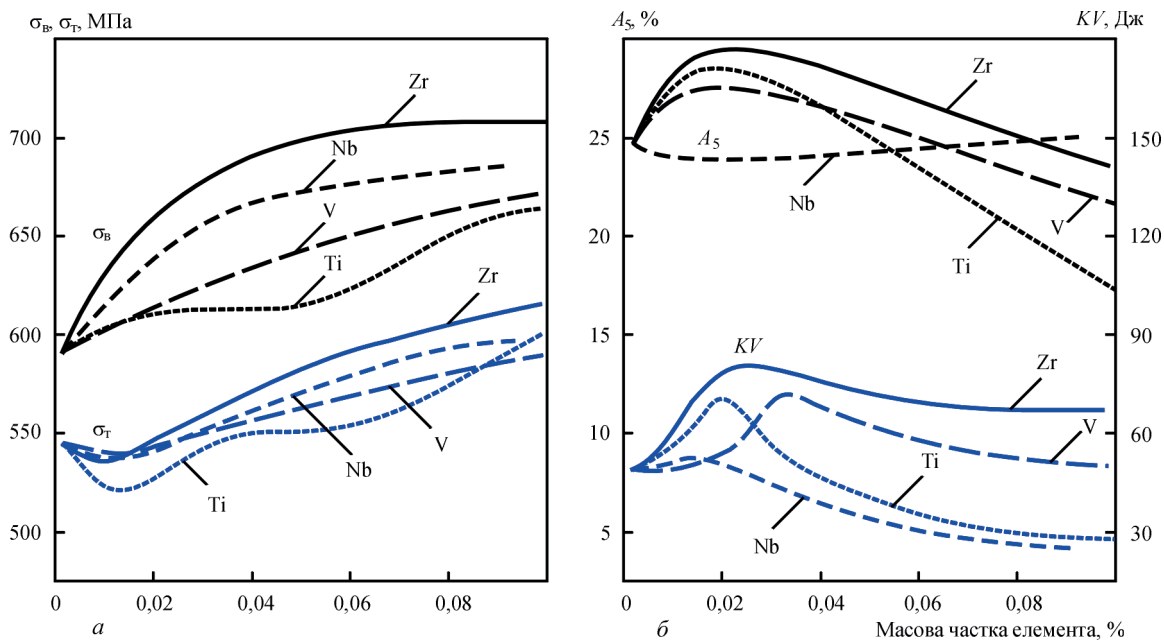 σв, σт, МПа
700
650
600
550
500
Zr
Nb
V
Ti
σв
Zr
σт
V
Nb
Ti
0
0,02
0,04
0,06
0,08
а
A5, %
KV, Дж
25
20
15
10
5
150
120
90
60
30
Zr
A5
Nb
V
Ti
KV
Zr
V
Ti
Nb
0
0,02
0,04
0,06
0,08
б
Масова частка елемента, %